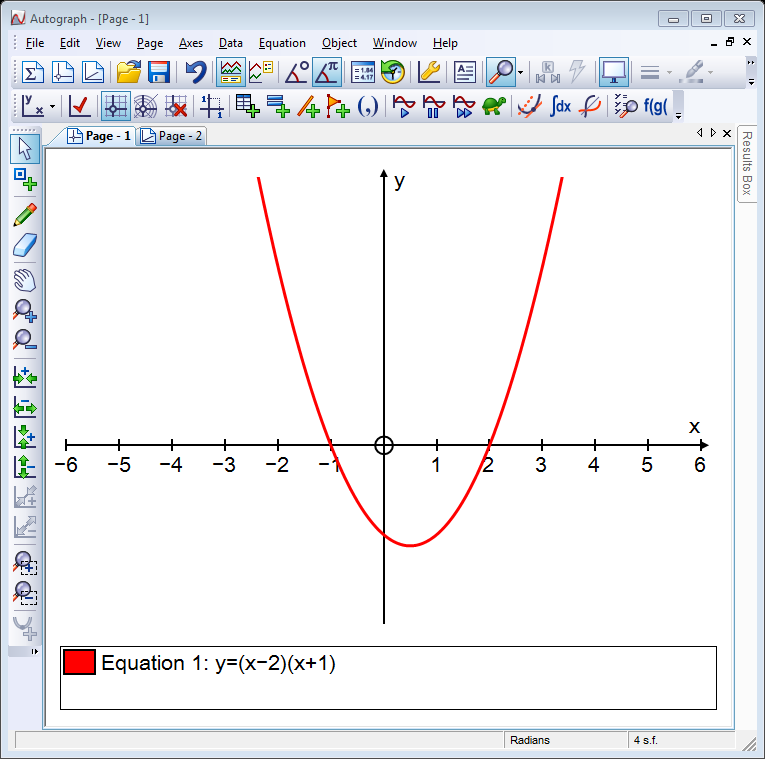 Autograph - [Page - 1]
File Edit View Page Axes Data Equation Object Window Help
Page - 1 Page - 2
Results Box
y
x
−6 −5 −4 −3 −2 −1 1 2 3 4 5 6
Equation 1: y=(x−2)(x+1)
Radians 4 s.f.